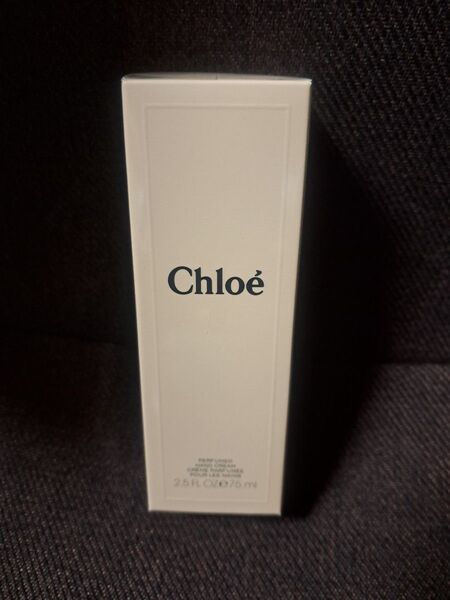 Chloé
PERFUMED
HAND CREAM
CRÈME PARFUMÉE
POUR LES MAINS
2.5 FL OZ e 75 ml